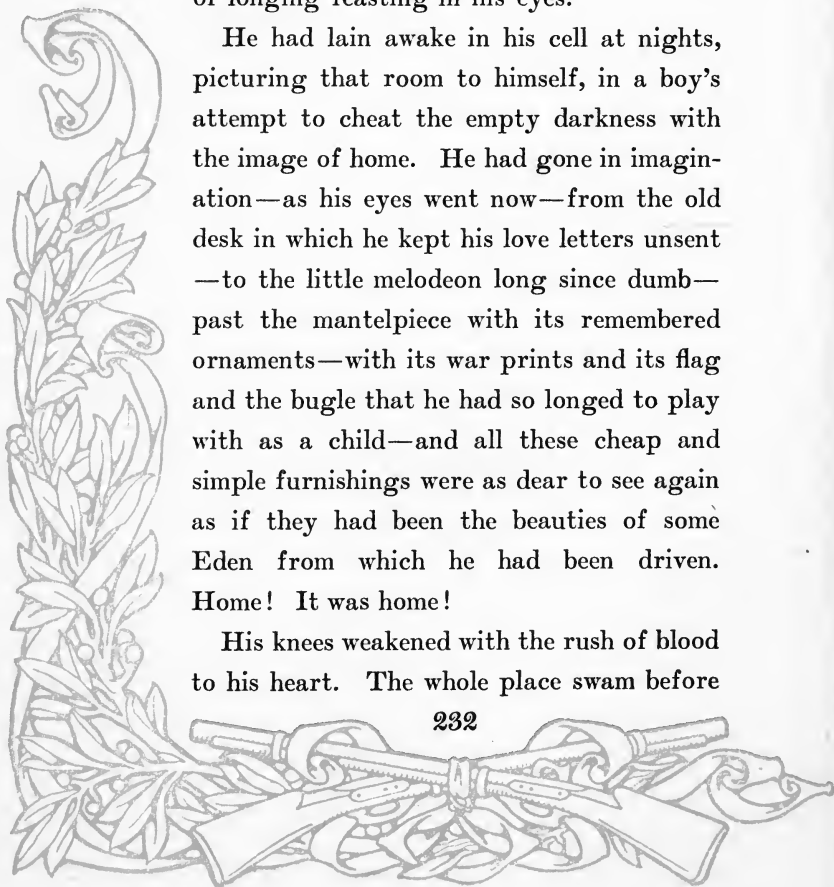 of longing feasting in his eyes.
He had lain awake in his cell at nights,
picturing that room to himself, in a boy's
attempt to cheat the empty darkness with
the image of home. He had gone in imagin-
ation—as his eyes went now—from the old
desk in which he kept his love letters unsent
—to the little melodeon long since dumb—
past the mantelpiece with its remembered
ornaments—with its war prints and its flag
and the bugle that he had so longed to play
with as a child—and all these cheap and
simple furnishings were as dear to see again
as if they had been the beauties of some
Eden from which he had been driven.
Home! It was home!
His knees weakened with the rush of blood
to his heart. The whole place swam before
232